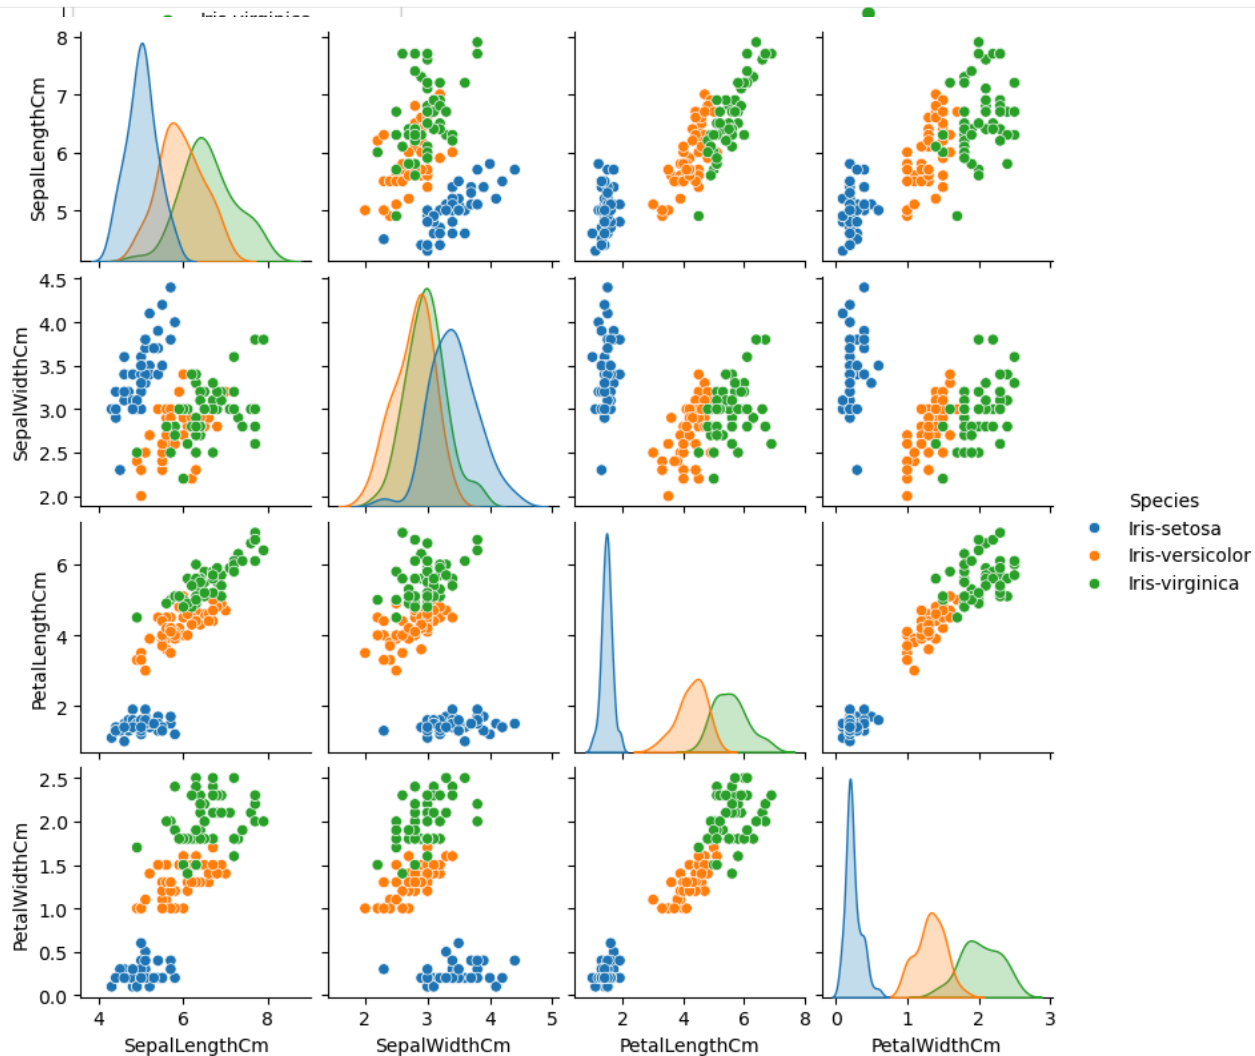 Iris-virginica
8
7
6
5
SepalLengthCm
4.5
4.0
3.5
3.0
2.5
2.0
SepalWidthCm
Species
Iris-setosa
Iris-versicolor
Iris-virginica
6
4
2
PetalLengthCm
2.5
2.0
1.5
1.0
0.5
0.0
PetalWidthCm
4 6 8 2 3 4 5 2 4 6 8 0 1 2 3
SepalLengthCm SepalWidthCm PetalLengthCm PetalWidthCm